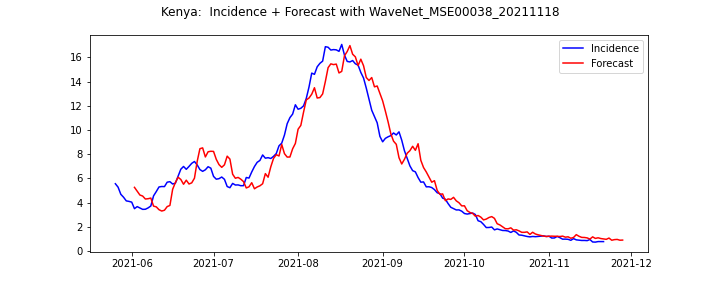 Kenya:  Incidence + Forecast with WaveNet_MSE00038_20211118
Incidence
Forecast
16
14
12
10
8
6
4
2
0
2021-06 2021-07 2021-08 2021-09 2021-10 2021-11 2021-12